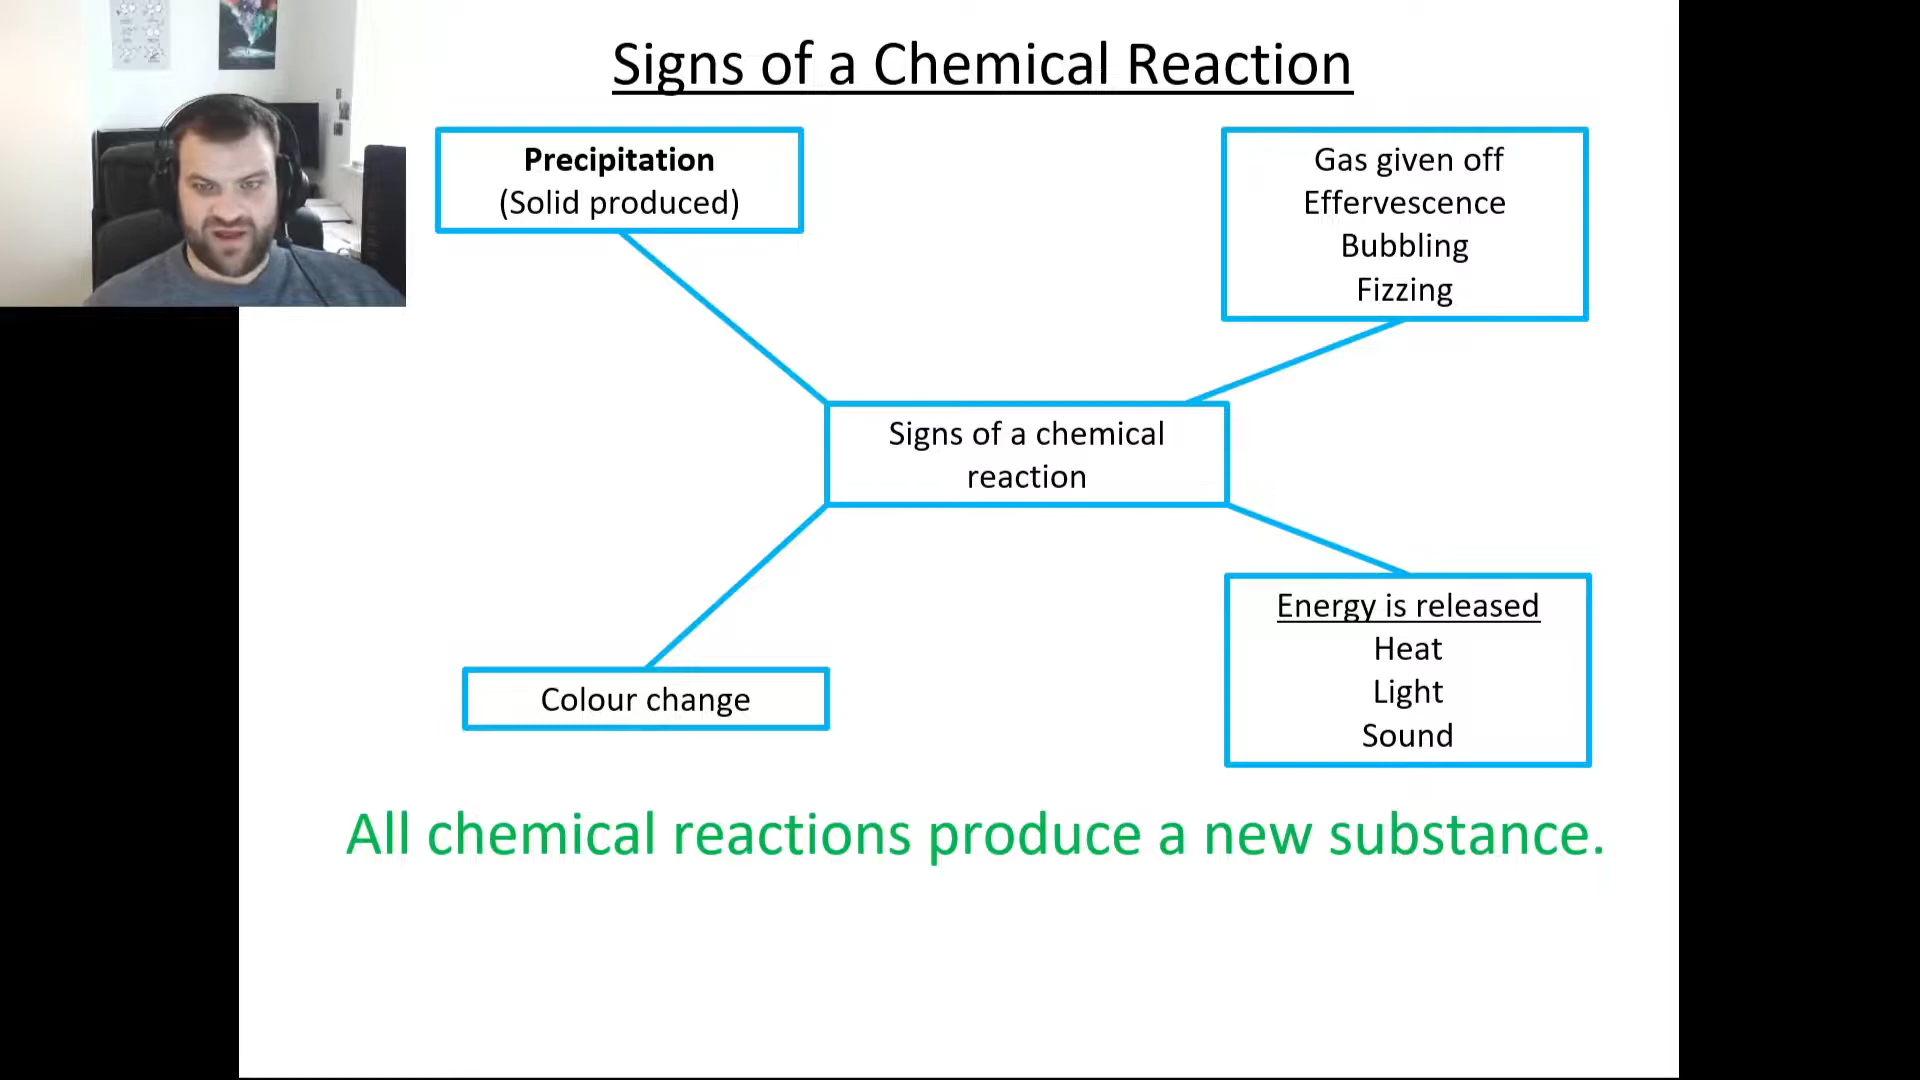 Signs of a Chemical Reaction
Precipitation
(Solid produced)
Gas given off
Effervescence
Bubbling
Fizzing
Signs of a chemical
reaction
Colour change
Energy is released
Heat
Light
Sound
All chemical reactions produce a new substance.